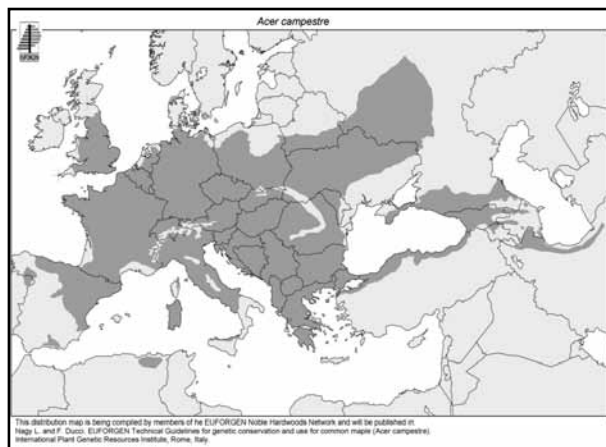 Acer campestre
This distribution map is being compiled by members of he EUFORGEN Noble Hardwoods Network and will be published in:
Nagy L. and F. Ducci. EUFORGEN Technical Guidelines for genetic conservation and use for common maple (Acer campestre).
International Plant Genetic Resources Institute, Rome, Italy.